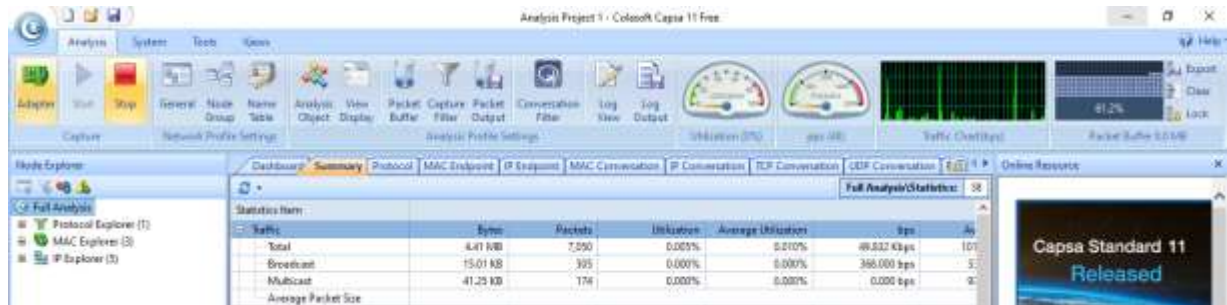 Analysis Project 1 - Colasoft Capsa 11 Free
Analysis System Tools Views
Help
Adapter Start Stop General Node Group Name Table Analysis Object View Display Packet Buffer Capture Filter Packet Output Conversation Filter Log View Log Output
61.2%
Export
Clear
Lock
Capture Network Profile Settings Analysis Profile Settings Utilization (0%) pps (48) Traffic Chart(bps) Packet Buffer
Node Explorer
Dashboard Summary Protocol MAC Endpoint IP Endpoint MAC Conversation IP Conversation TCP Conversation UDP Conversation
Online Resource
Full Analysis\Statistics: 38
Full Analysis
Protocol Explorer (1)
MAC Explorer (3)
IP Explorer (3)
Statistics Item
Traffic Bytes Packets Utilization Average Utilization bps
Total 4.41 MB 7,050 0.005% 0.010%
Broadcast 15.01 KB 305 0.000% 0.000% 368.000 bps
Multicast 41.25 KB 174 0.000% 0.000% 0.000 bps
Average Packet Size
Capsa Standard 11
Released